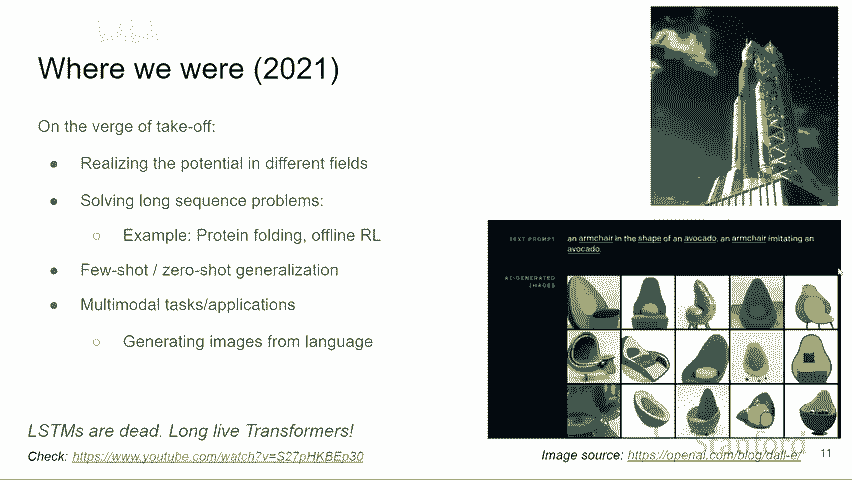 Where we were (2021)
On the verge of take-off:
● Realizing the potential in different fields
● Solving long sequence problems:
○ Example: Protein folding, offline RL
● Few-shot / zero-shot generalization
● Multimodal tasks/applications
○ Generating images from language
TEXT PROMPT
an armchair in the shape of an avocado. an armchair imitating an
avocado.
AI-GENERATED
IMAGES
LSTMs are dead. Long live Transformers!
Check: https://www.youtube.com/watch?v=S27pHKBEp30
Image source: https://openai.com/blog/dall-e/
Stanford
11